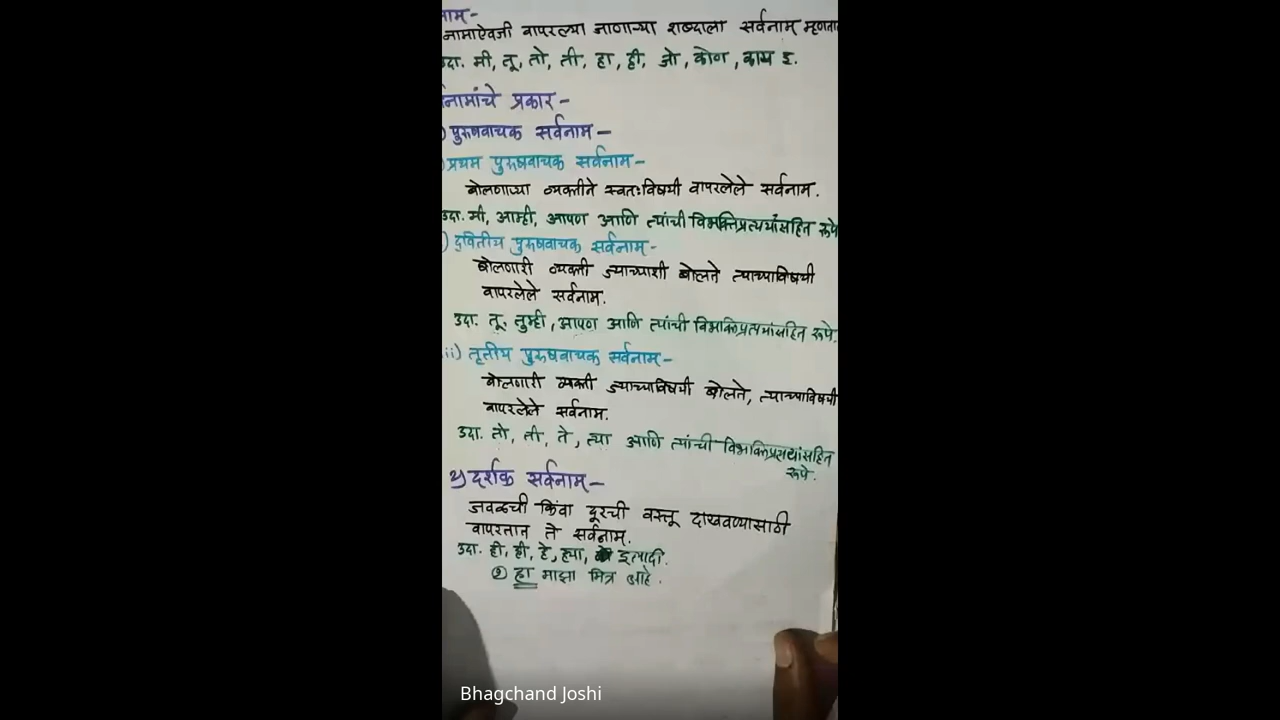 नाम-
नामाऐवजी वापरल्या जाणाऱ्या शब्दाला सर्वनाम म्हणतात
उदा. मी, तू, तो, ती, हा, ही, जो, कोण, काय इ.
नामांचे प्रकार-
) पुरुषवाचक सर्वनाम-
) प्रथम पुरुषवाचक सर्वनाम-
बोलणाऱ्या व्यक्तीने स्वतःविषयी वापरलेले सर्वनाम.
उदा. मी, आम्ही, आपण आणि त्यांची विभक्तिप्रत्ययांसहित रूपे
) द्वितीय पुरुषवाचक सर्वनाम-
बोलणारी व्यक्ती ज्याच्याशी बोलते त्याच्याविषयी
वापरलेले सर्वनाम.
उदा. तू, तुम्ही, आपण आणि त्यांची विभक्तिप्रत्ययांसहित रूपे.
ii) तृतीय पुरुषवाचक सर्वनाम-
बोलणारी व्यक्ती ज्याच्याविषयी बोलते, त्याच्याविषयी
वापरलेले सर्वनाम.
उदा. तो, ती, ते, त्या आणि त्यांची विभक्तिप्रत्ययांसहित
रूपे.
२) दर्शक सर्वनाम-
जवळची किंवा दूरची वस्तू दाखवण्यासाठी
वापरतात ते सर्वनाम.
उदा. ही, ही, हे, ह्या, इत्यादी.
हा माझा मित्र आहे.
Bhagchand Joshi